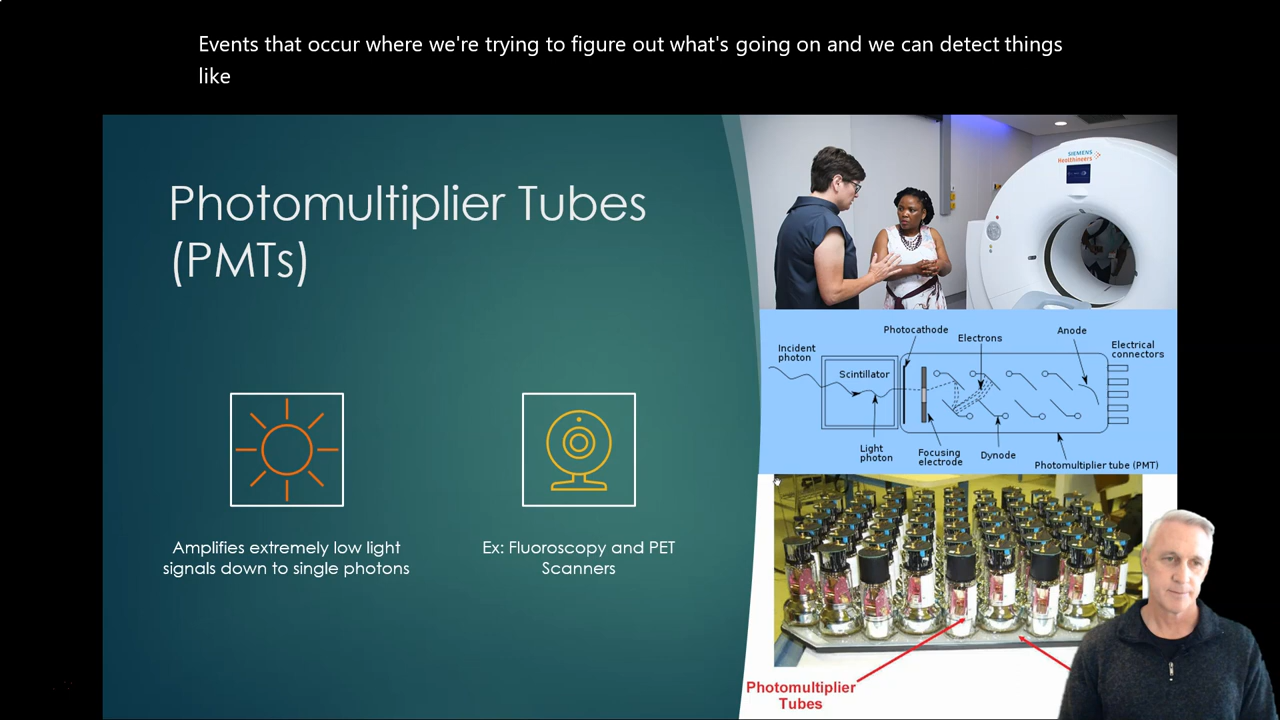 Events that occur where we're trying to figure out what's going on and we can detect things
like
Photomultiplier Tubes
(PMTs)
Amplifies extremely low light
signals down to single photons
Ex: Fluoroscopy and PET
Scanners
SIEMENS
Healthineers
Incident
photon
Photocathode
Electrons
Anode
Electrical
connectors
Scintillator
Light
photon
Focusing
electrode
Dynode
Photomultiplier tube (PMT)
Photomultiplier
Tubes